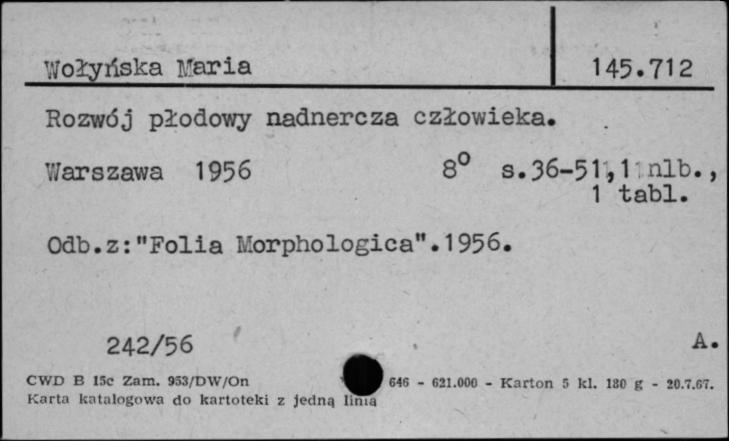 Wołyńska Maria 145.712
Rozwój płodowy nadnercza człowieka.
Warszawa 1956 8° s.36-51,1 nlb.,
1 tabl.
Odb.z:"Folia Morphologica".1956.
242/56 A.
CWD B 15c Zam. 953/DW/On 646 - 621.000 - Karton 5 kl. 180 g - 20.7.67.
Karta katalogowa do kartoteki z jedną linią